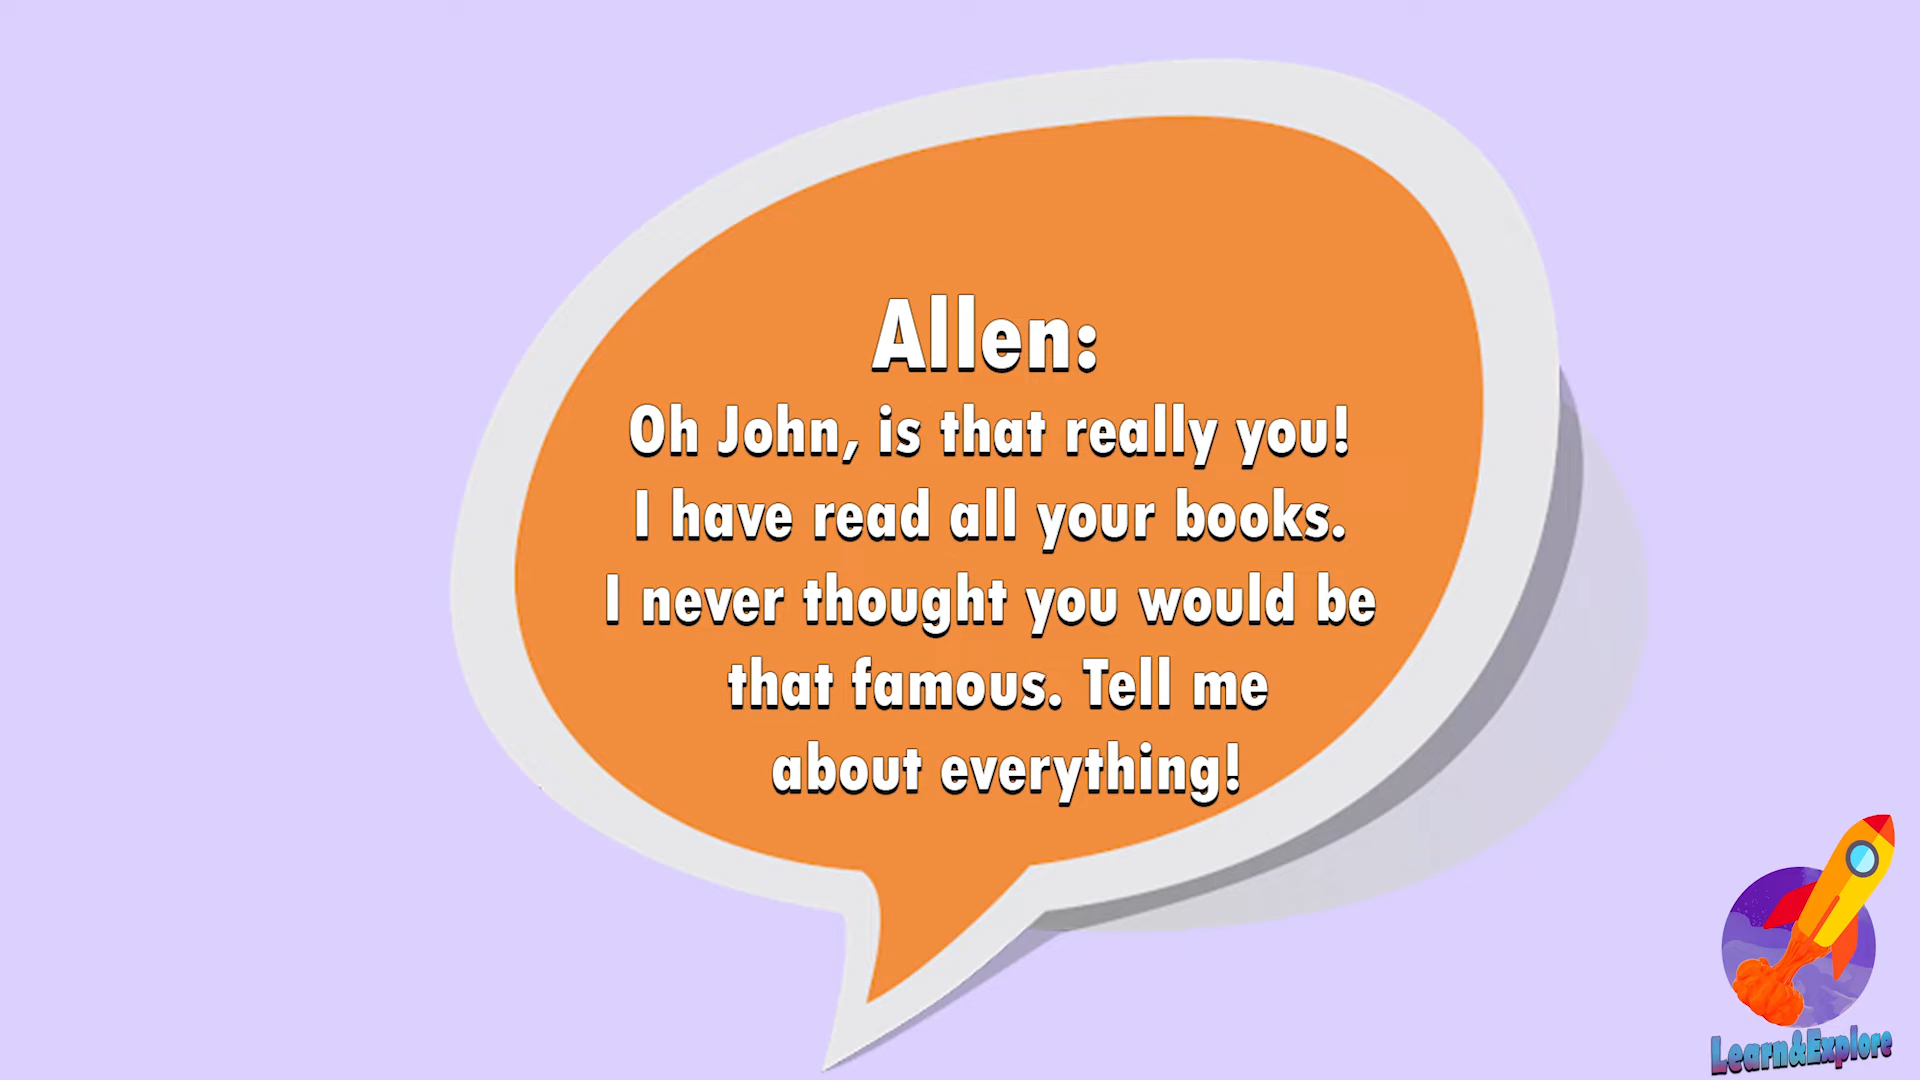 Allen:
Oh John, is that really you!
I have read all your books.
I never thought you would be
that famous. Tell me
about everything!
Learn&Explore